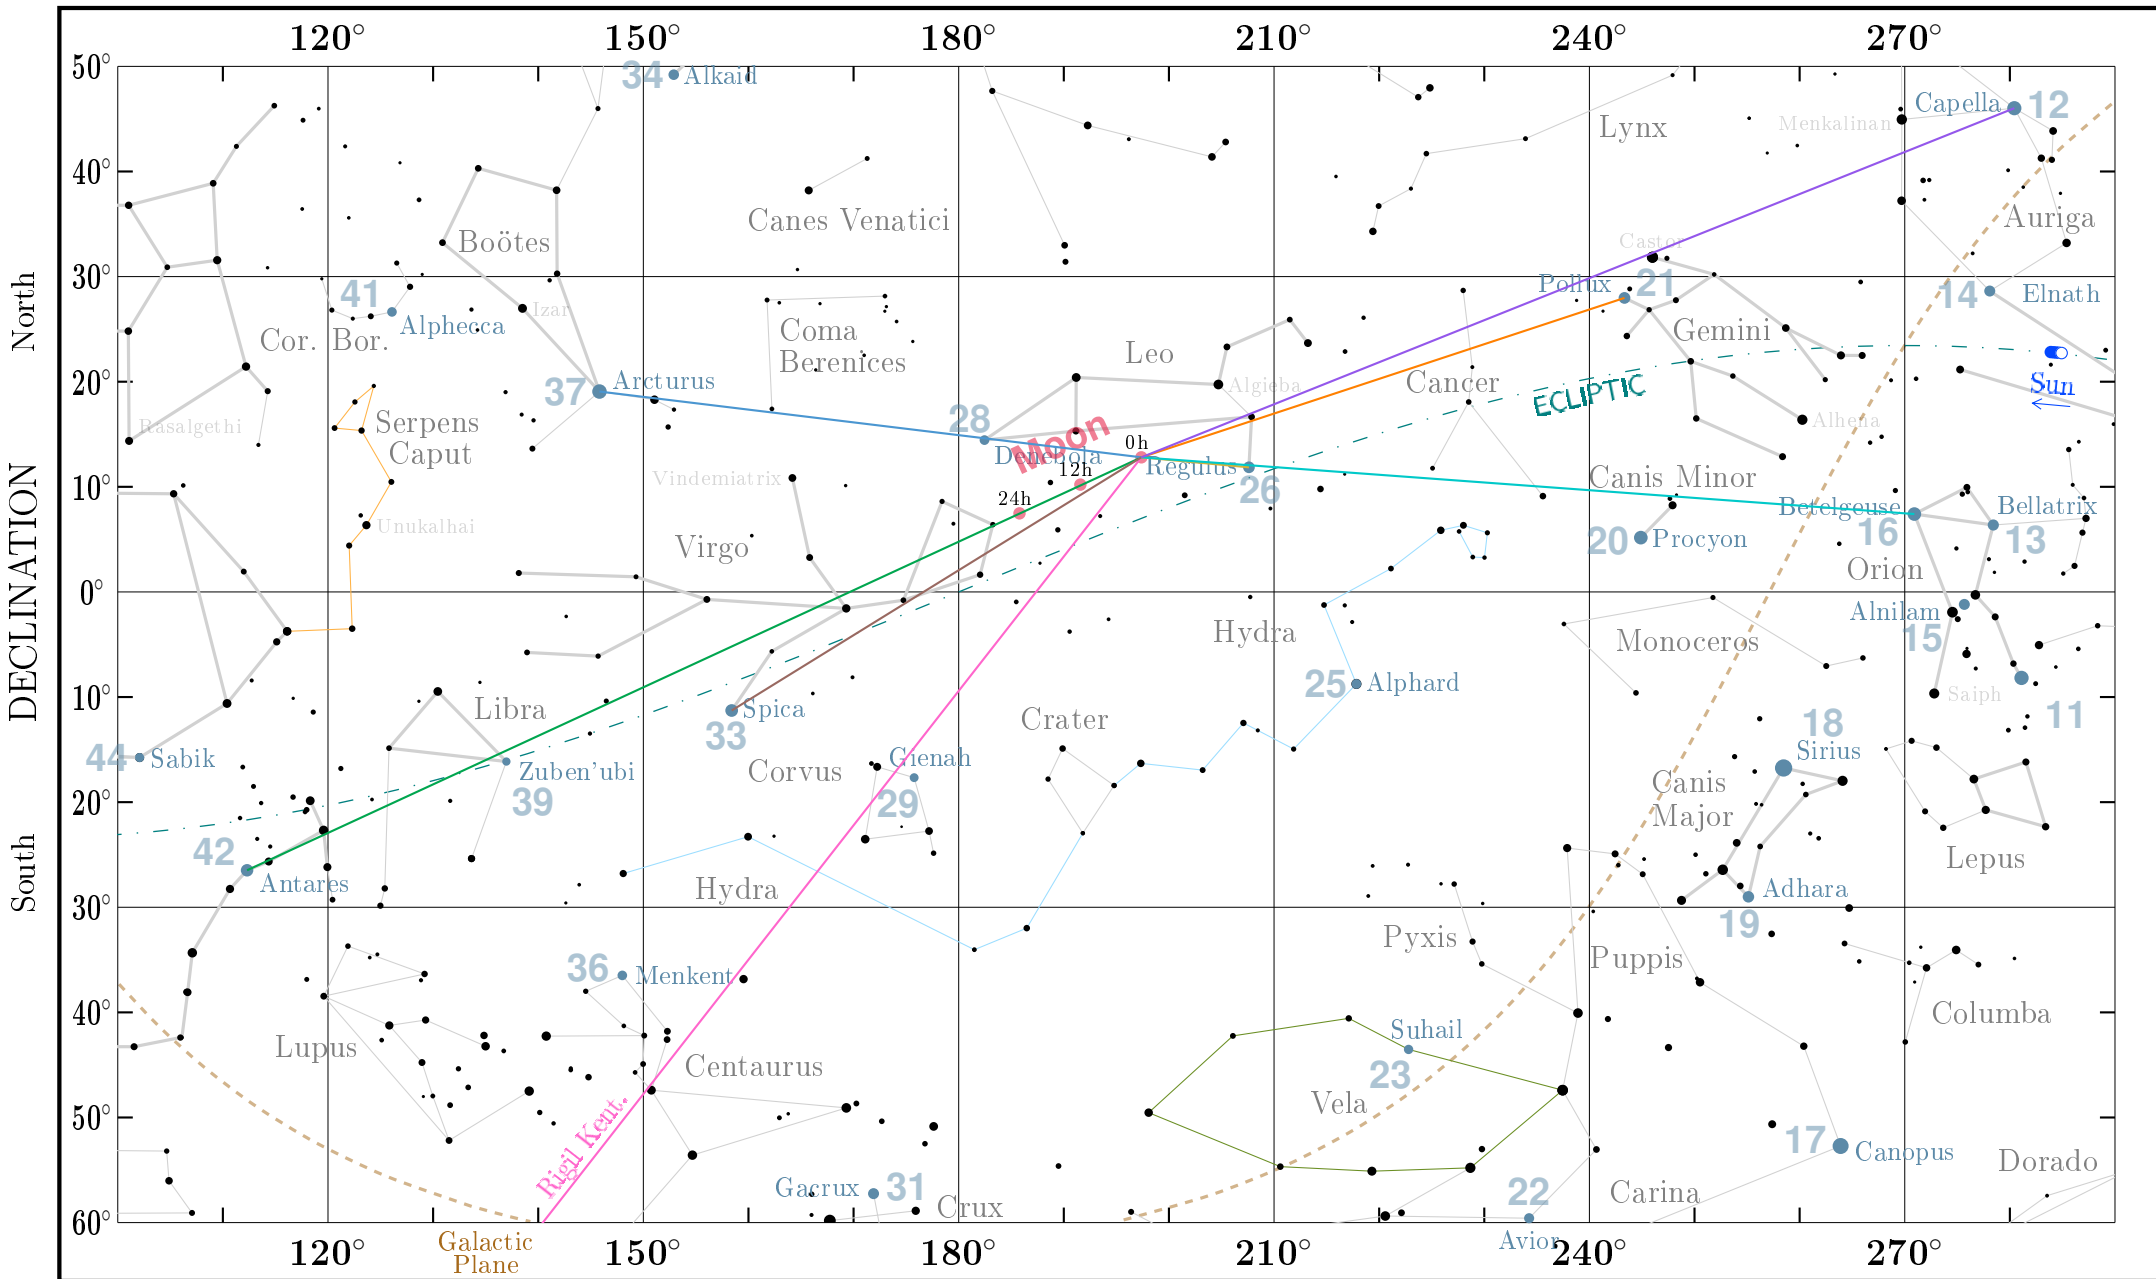 120° 150° 180° 210° 240° 270°
50°
40°
30°
20°
10°
0°
10°
20°
30°
40°
50°
60°
North
DECLINATION
South
34 Alkaid
Capella 12
Menkalinan
Lynx
Auriga
Canes Venatici
Boötes
Castor
Pollux 21
14 Elnath
41
Alphecca
Izar
Cor. Bor.
Coma
Berenices
Leo
Gemini
Cancer
ECLIPTIC
Sun
37 Arcturus
Algieba
Alhena
Rasalgethi
Serpens
Caput
28
Denebola
Moon
0h
12h
24h
Regulus
26
Vindemiatrix
Canis Minor
Betelgeuse
16
Bellatrix
13
Unukalhai
Virgo
20 Procyon
Orion
Alnilam
15
Hydra
Monoceros
25 Alphard
Saiph
11
Libra
Spica
33
Crater
18
Sirius
44 Sabik
Zuben'ubi
39
Corvus
Gienah
29
Canis
Major
42
Antares
Hydra
Lepus
Adhara
19
36 Menkent
Pyxis
Puppis
Columba
Lupus
Centaurus
Suhail
23
Vela
Rigil Kent.
17 Canopus
Dorado
Gacrux 31
Crux
22
Avior
Carina
Galactic
Plane
120° 150° 180° 210° 240° 270°